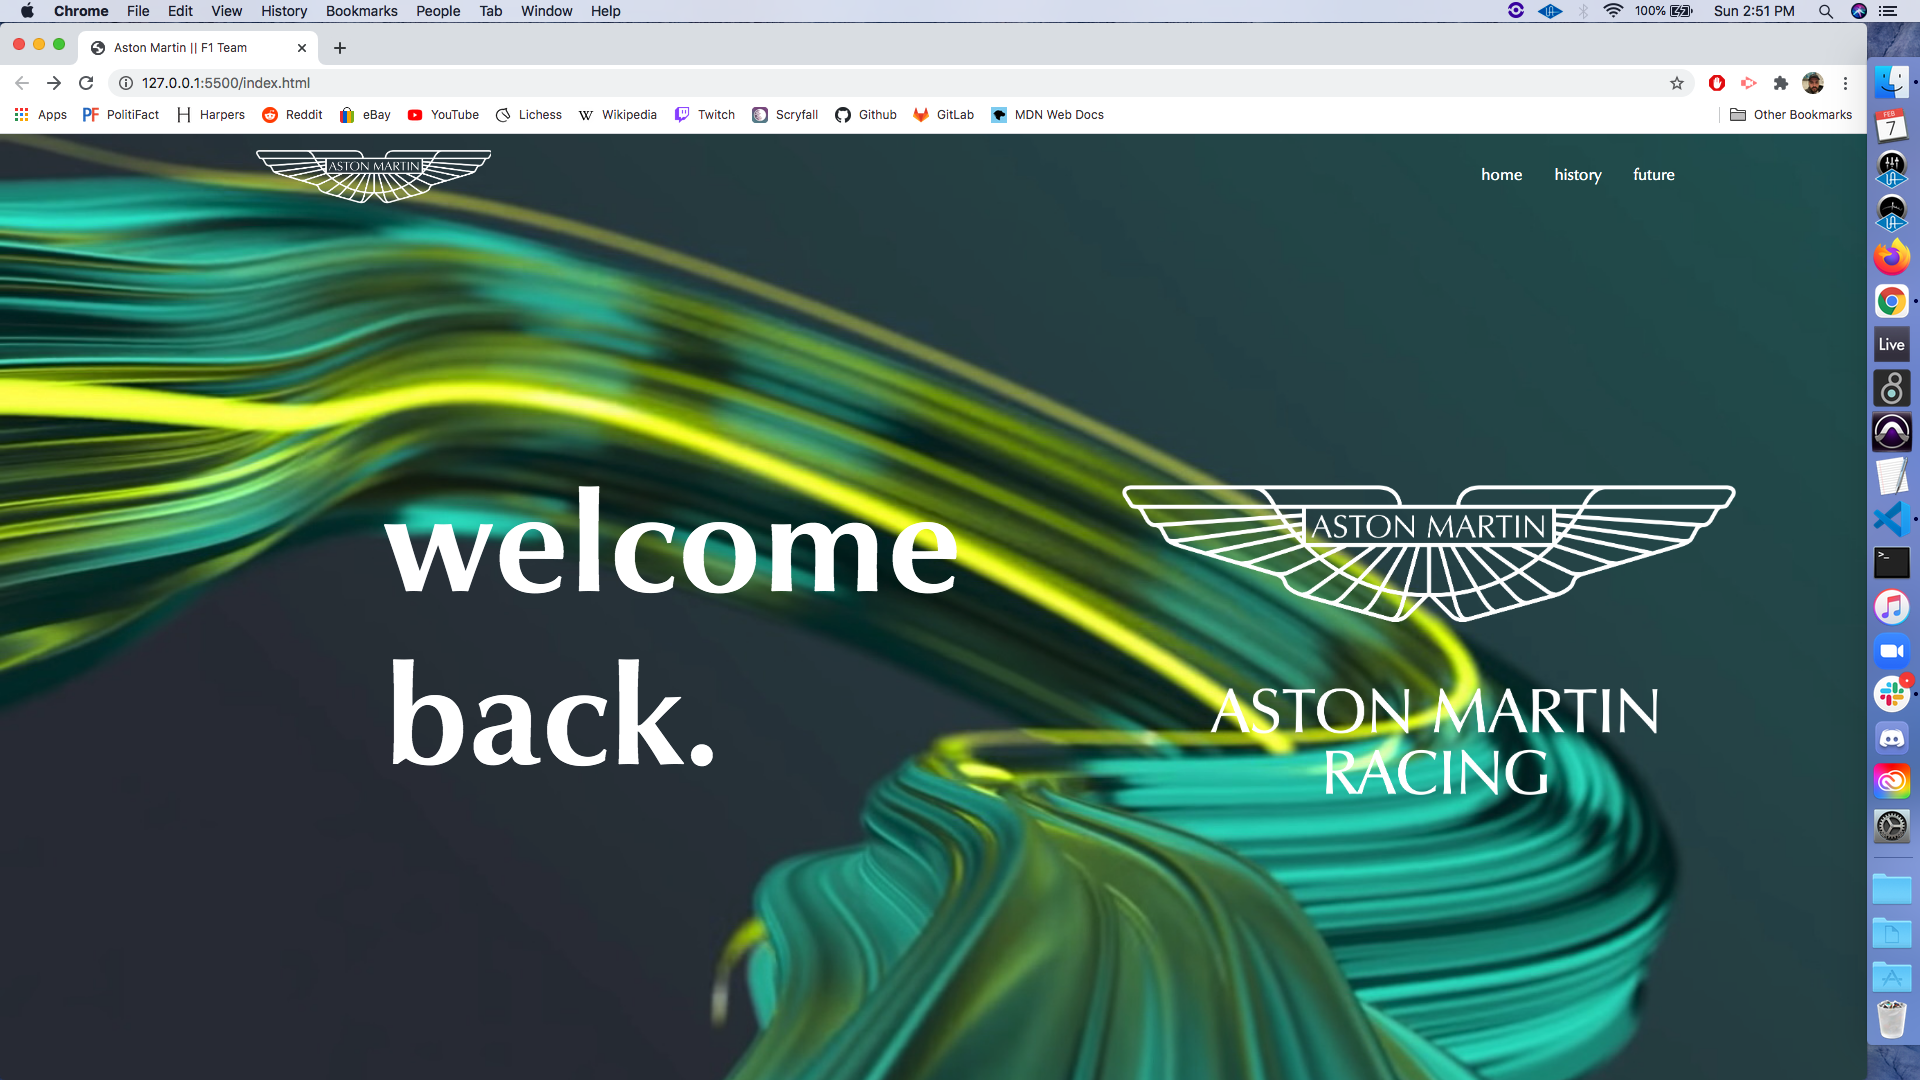 Chrome File Edit View History Bookmarks People Tab Window Help 100% Sun 2:51 PM
Aston Martin || F1 Team
127.0.0.1:5500/index.html
Apps PolitiFact Harpers Reddit eBay YouTube Lichess Wikipedia Twitch Scryfall Github GitLab MDN Web Docs Other Bookmarks
ASTON MARTIN
home history future
FEB
7
Live
8
welcome
back.
ASTON MARTIN
ASTON MARTIN
RACING